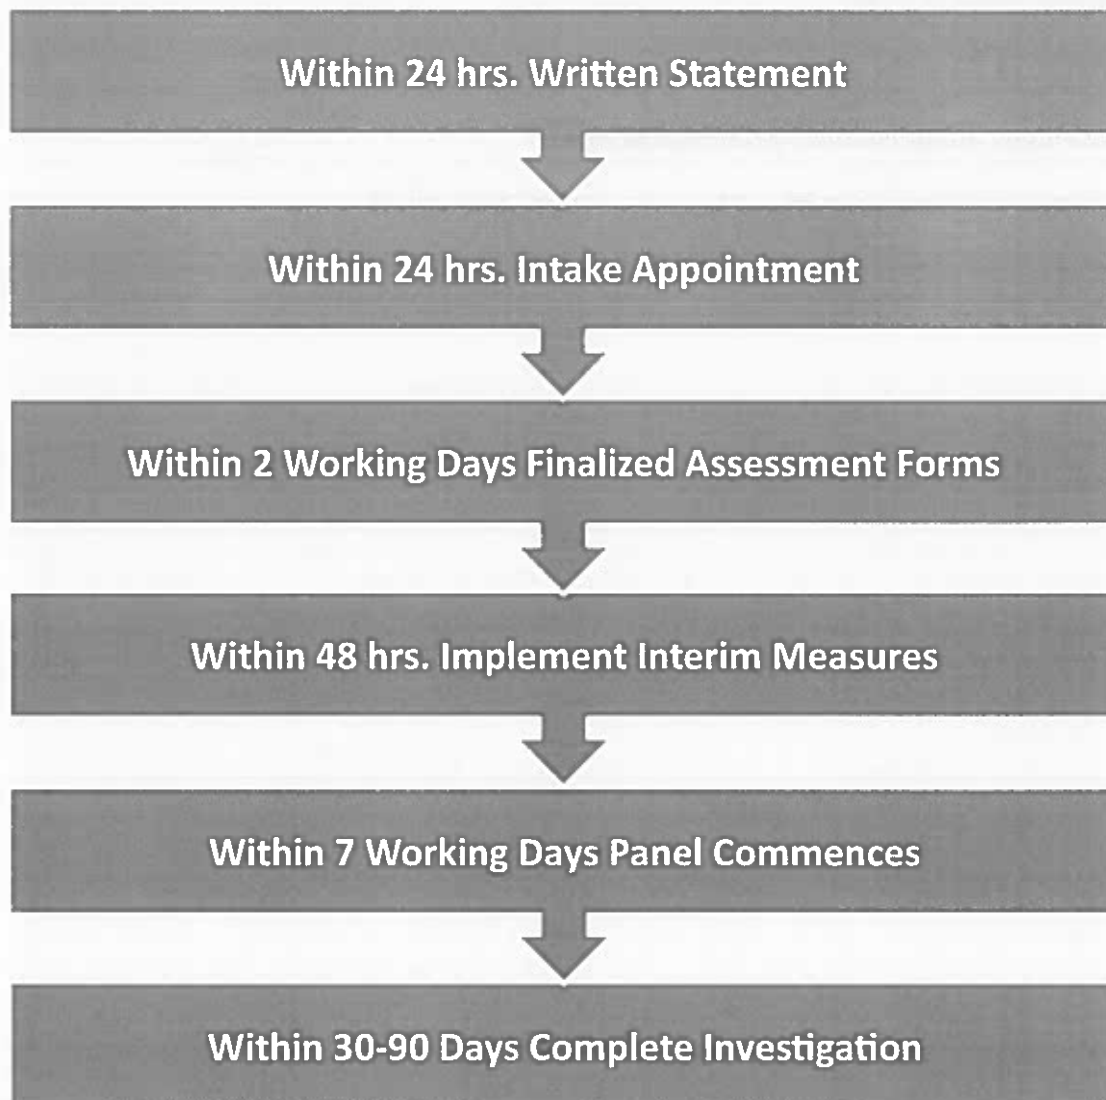 Within 24 hrs. Written Statement
Within 24 hrs. Intake Appointment
Within 2 Working Days Finalized Assessment Forms
Within 48 hrs. Implement Interim Measures
Within 7 Working Days Panel Commences
Within 30-90 Days Complete Investigation